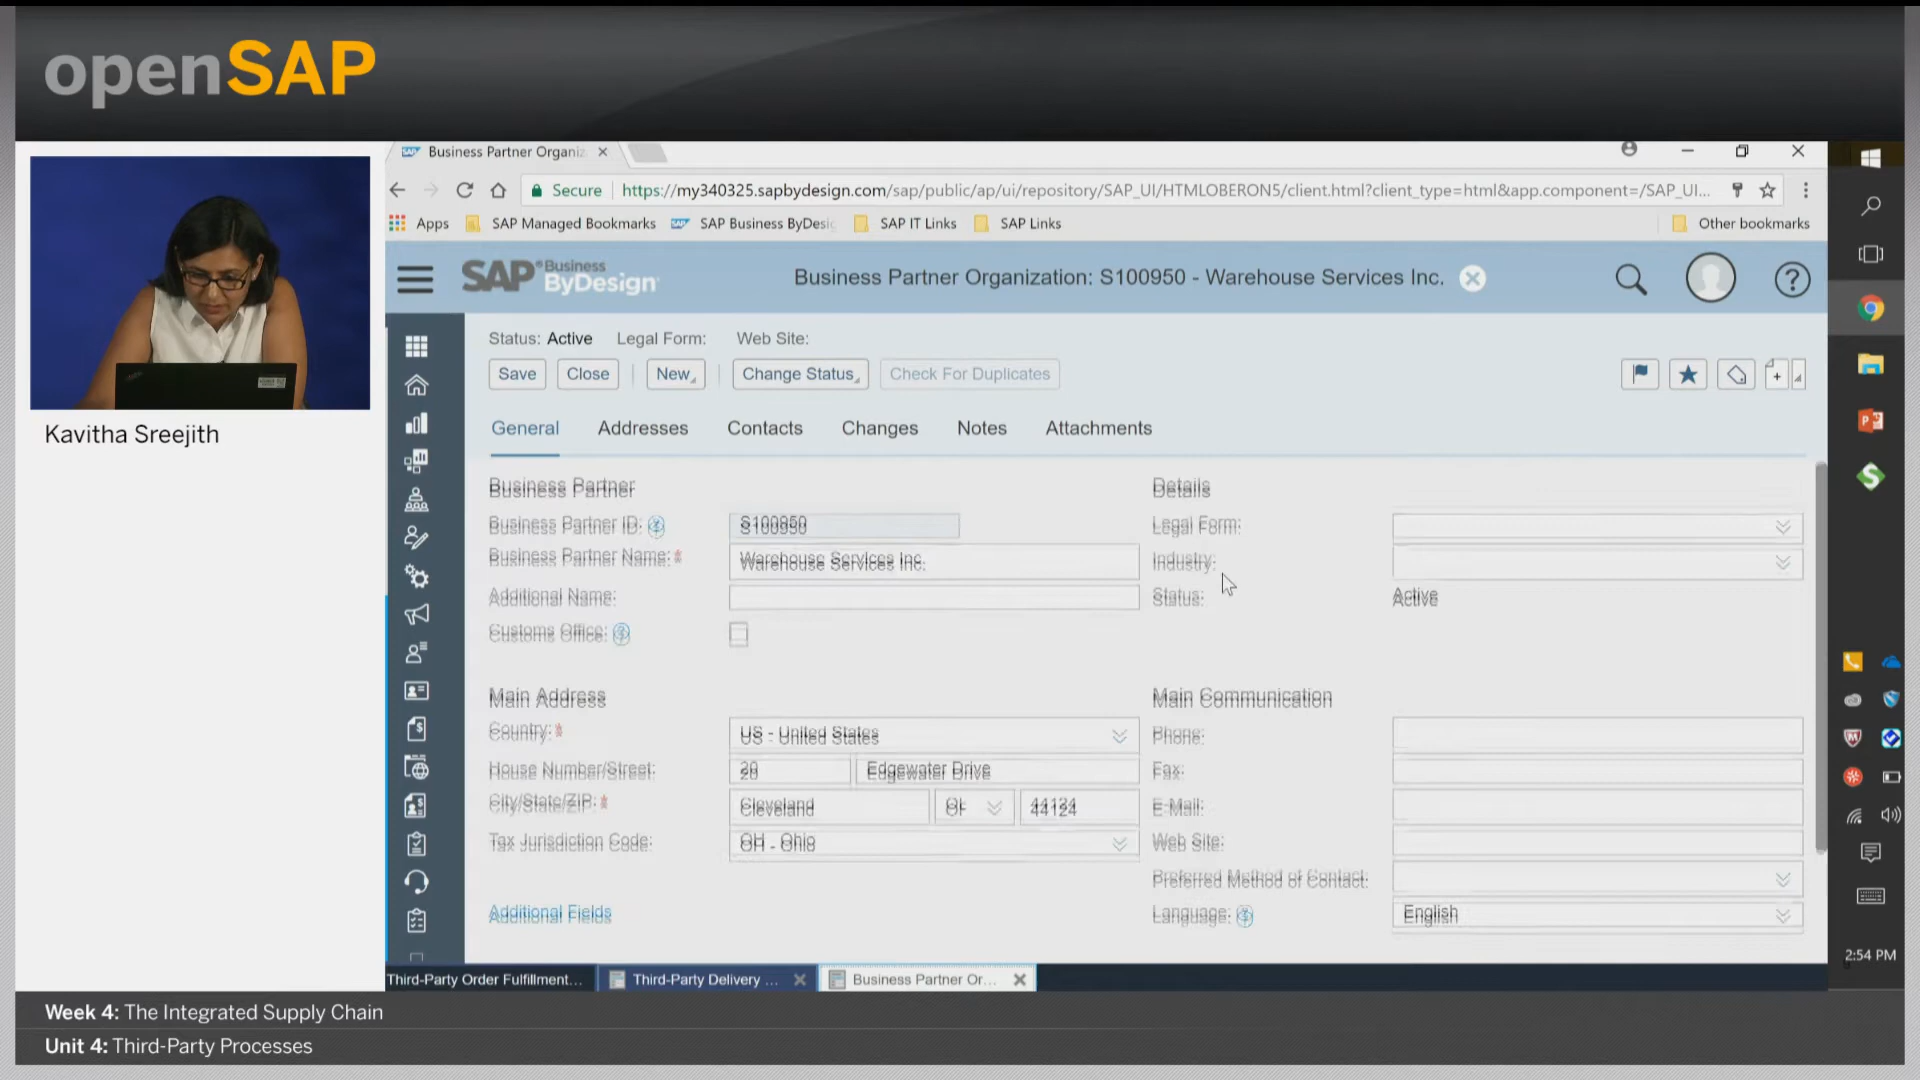 openSAP
Kavitha Sreejith
Business Partner Organiz
Secure
https://my340325.sapbydesign.com/sap/public/ap/ui/repository/SAP_UI/HTMLOBERON5/client.html?client_type=html&app.component=/SAP_UI...
Apps
SAP Managed Bookmarks
SAP Business ByDesig
SAP IT Links
SAP Links
Other bookmarks
SAP Business ByDesign
Business Partner Organization: S100950 - Warehouse Services Inc.
Status: Active
Legal Form:
Web Site:
Save
Close
New
Change Status
Check For Duplicates
General
Addresses
Contacts
Changes
Notes
Attachments
Business Partner
Business Partner ID:
S100950
Business Partner Name:*
Warehouse Services Inc.
Additional Name:
Customs Office:
Details
Legal Form:
Industry:
Status:
Active
Main Address
Country:*
US - United States
House Number/Street:
20
Edgewater Drive
City/State/ZIP:*
Cleveland
44124
Tax Jurisdiction Code:
OH - Ohio
Additional Fields
Main Communication
Phone:
Fax:
E-Mail:
Web Site:
Preferred Method of Contact:
Language:
English
Third-Party Order Fulfillment...
Third-Party Delivery ...
Business Partner Or...
2:54 PM
Week 4: The Integrated Supply Chain
Unit 4: Third-Party Processes